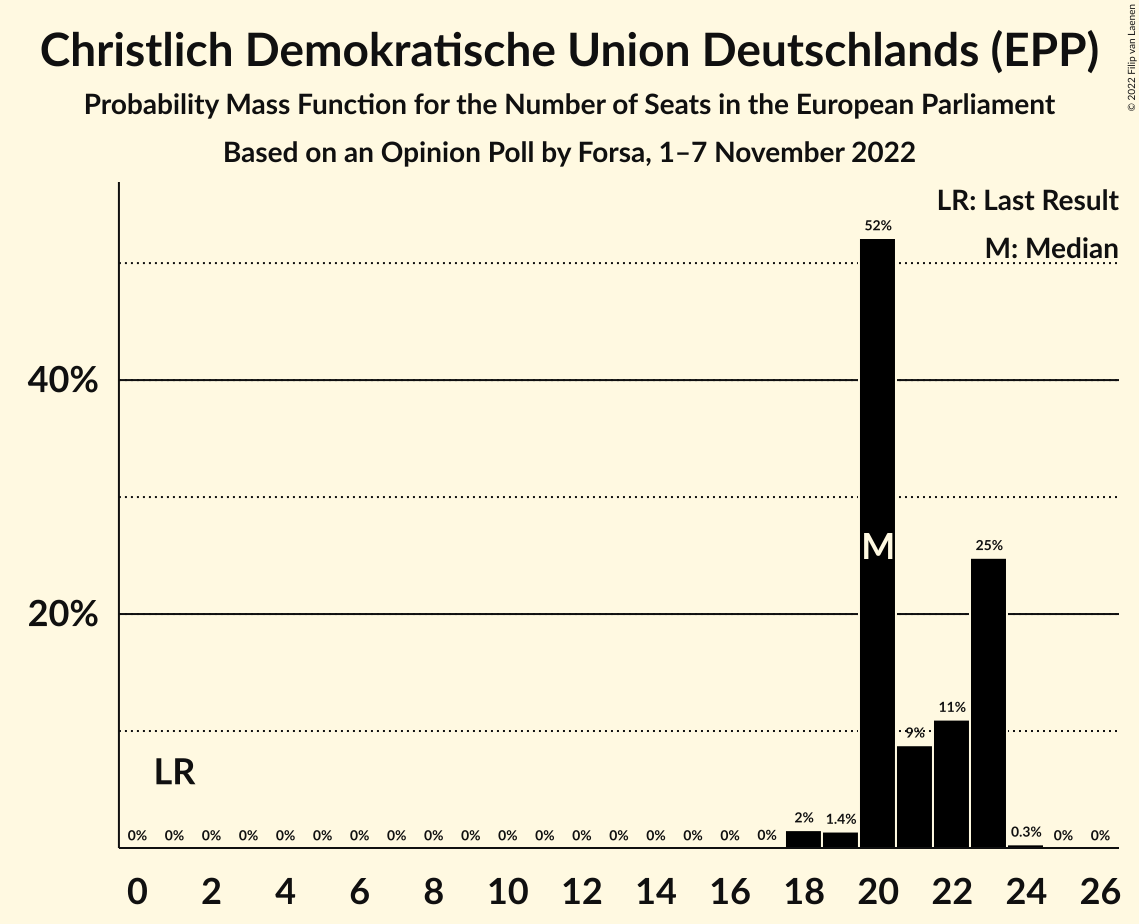 Christlich Demokratische Union Deutschlands (EPP)
Probability Mass Function for the Number of Seats in the European Parliament
Based on an Opinion Poll by Forsa, 1–7 November 2022
© 2022 Filip van Laenen
LR: Last Result
M: Median
52%
40%
M
25%
20%
11%
9%
LR
0% 0% 0% 0% 0% 0% 0% 0% 0% 0% 0% 0% 0% 0% 0% 0% 0% 0% 2% 1.4% 0.3% 0% 0%
0 2 4 6 8 10 12 14 16 18 20 22 24 26